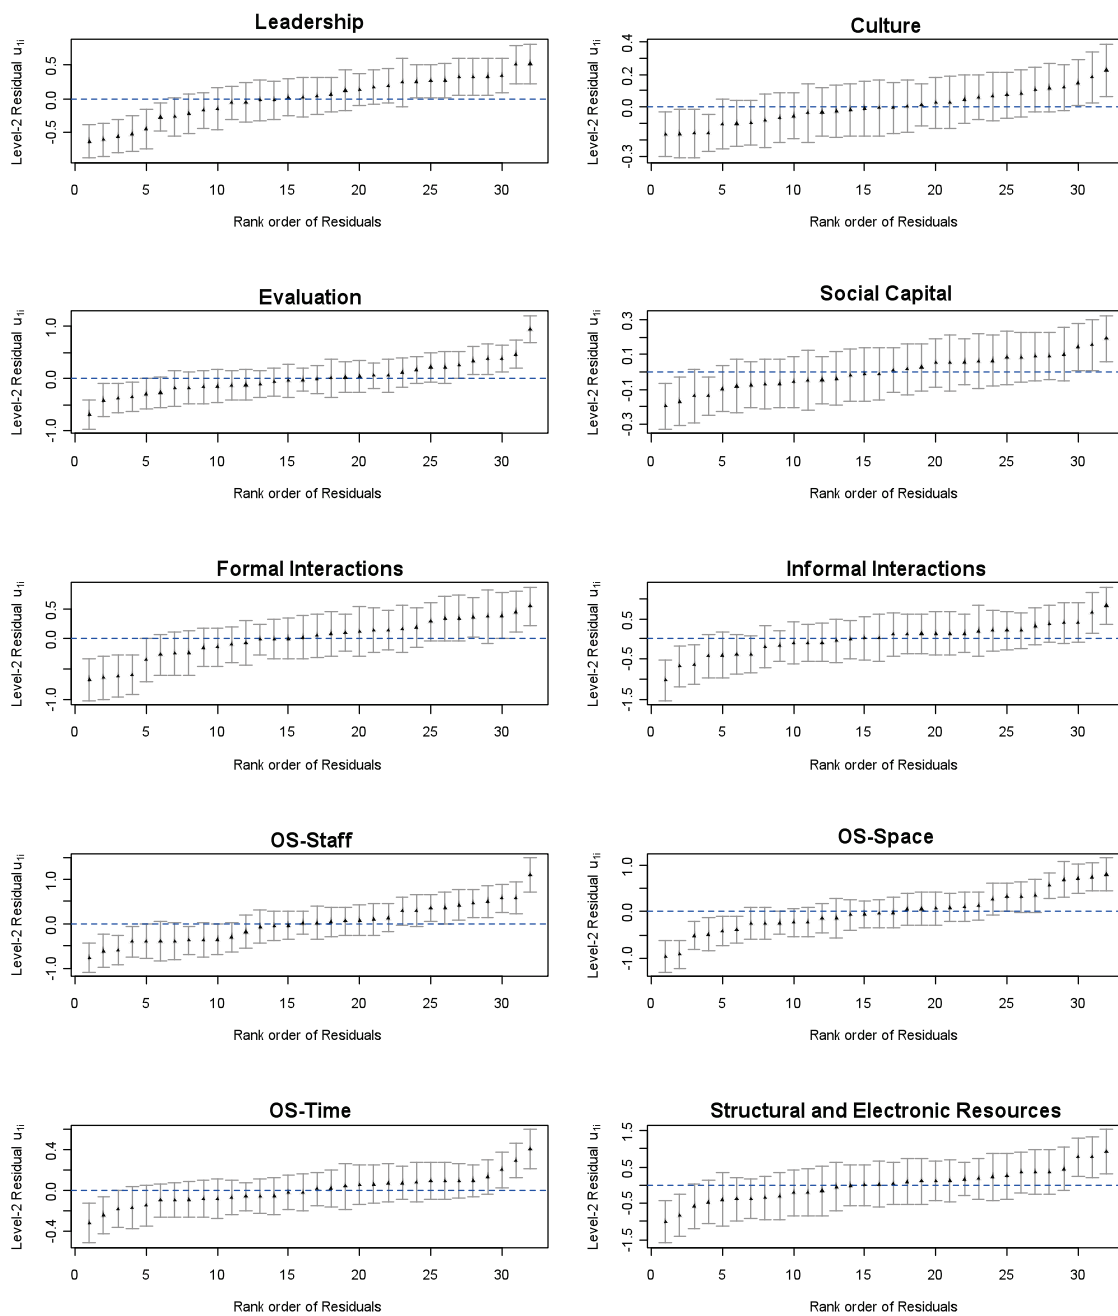 Leadership
Level-2 Residual u1i
0.5
0.0
-0.5
0 5 10 15 20 25 30
Rank order of Residuals
Culture
Level-2 Residual u1i
0.4
0.2
0.0
-0.3
0 5 10 15 20 25 30
Rank order of Residuals
Evaluation
Level-2 Residual u1i
1.0
0.0
-1.0
0 5 10 15 20 25 30
Rank order of Residuals
Social Capital
Level-2 Residual u1i
0.3
0.1
-0.1
-0.3
0 5 10 15 20 25 30
Rank order of Residuals
Formal Interactions
Level-2 Residual u1i
0.5
0.0
-1.0
0 5 10 15 20 25 30
Rank order of Residuals
Informal Interactions
Level-2 Residual u1i
0.5
-0.5
-1.5
0 5 10 15 20 25 30
Rank order of Residuals
OS-Staff
Level-2 Residual u1i
1.0
0.0
-1.0
0 5 10 15 20 25 30
Rank order of Residuals
OS-Space
Level-2 Residual u1i
1.0
0.0
-1.0
0 5 10 15 20 25 30
Rank order of Residuals
OS-Time
Level-2 Residual u1i
0.4
0.0
-0.4
0 5 10 15 20 25 30
Rank order of Residuals
Structural and Electronic Resources
Level-2 Residual u1i
1.5
0.5
-0.5
-1.5
0 5 10 15 20 25 30
Rank order of Residuals